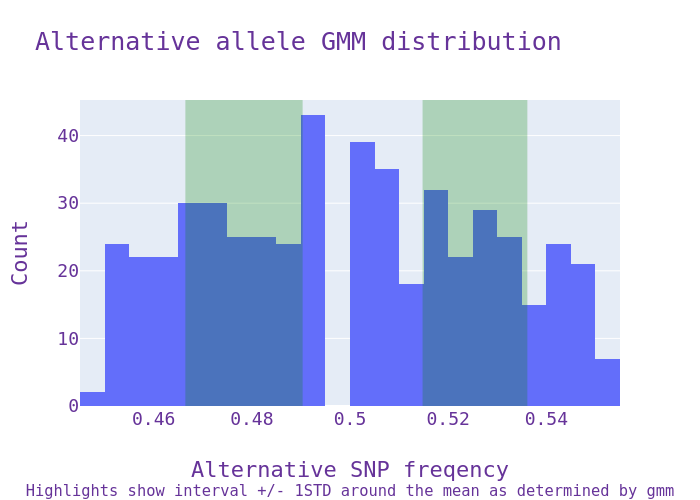 Alternative allele GMM distribution
40
30
20
10
0
Count
0.46 0.48 0.5 0.52 0.54
Alternative SNP freqency
Highlights show interval +/- 1STD around the mean as determined by gmm